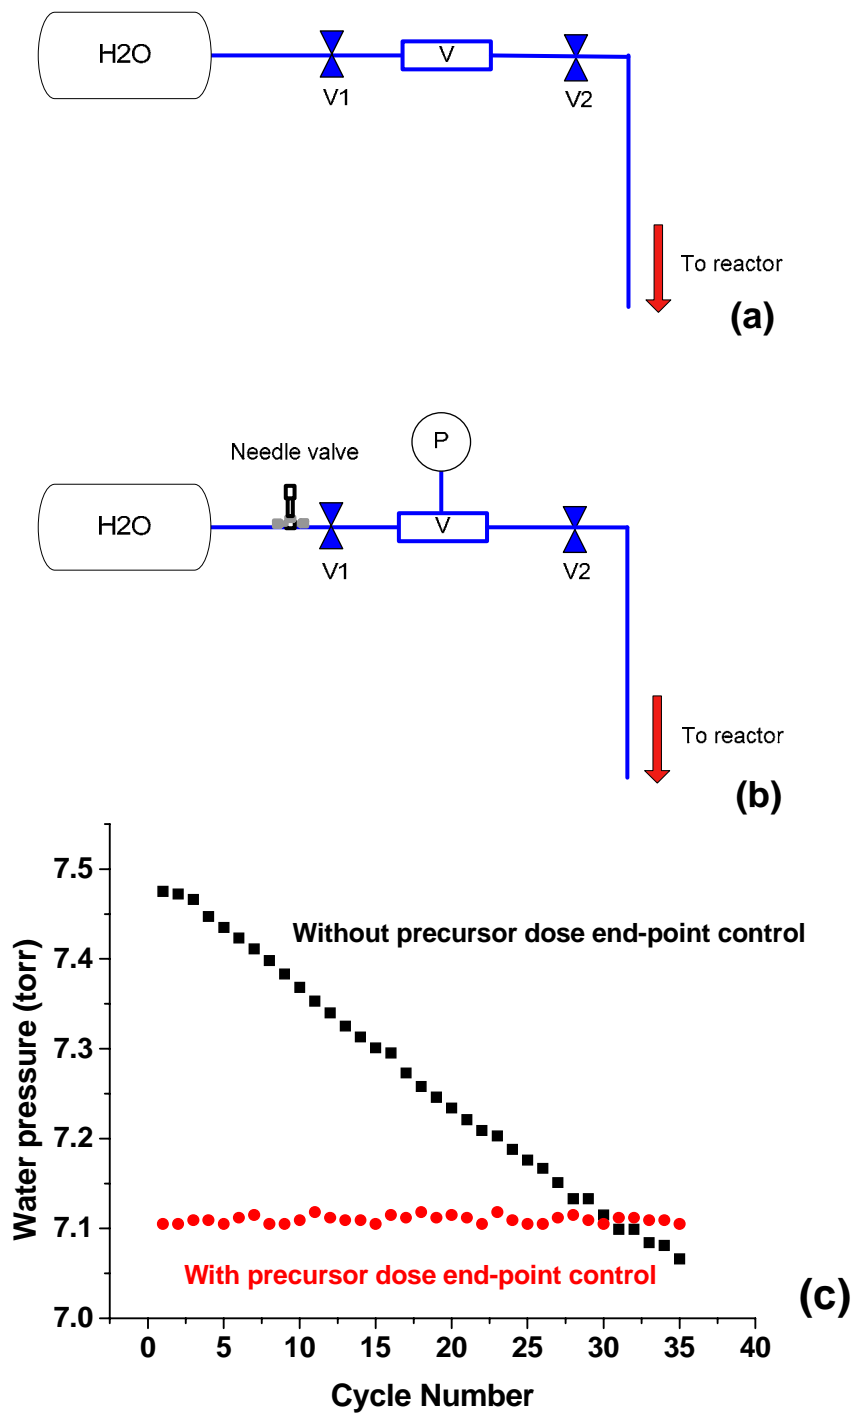 H2O
V
V1
V2
To reactor
(a)
P
Needle valve
H2O
V
V1
V2
To reactor
(b)
7.5
Without precursor dose end-point control
7.4
7.3
7.2
7.1
With precursor dose end-point control
7.0
Water pressure (torr)
(c)
0 5 10 15 20 25 30 35 40
Cycle Number